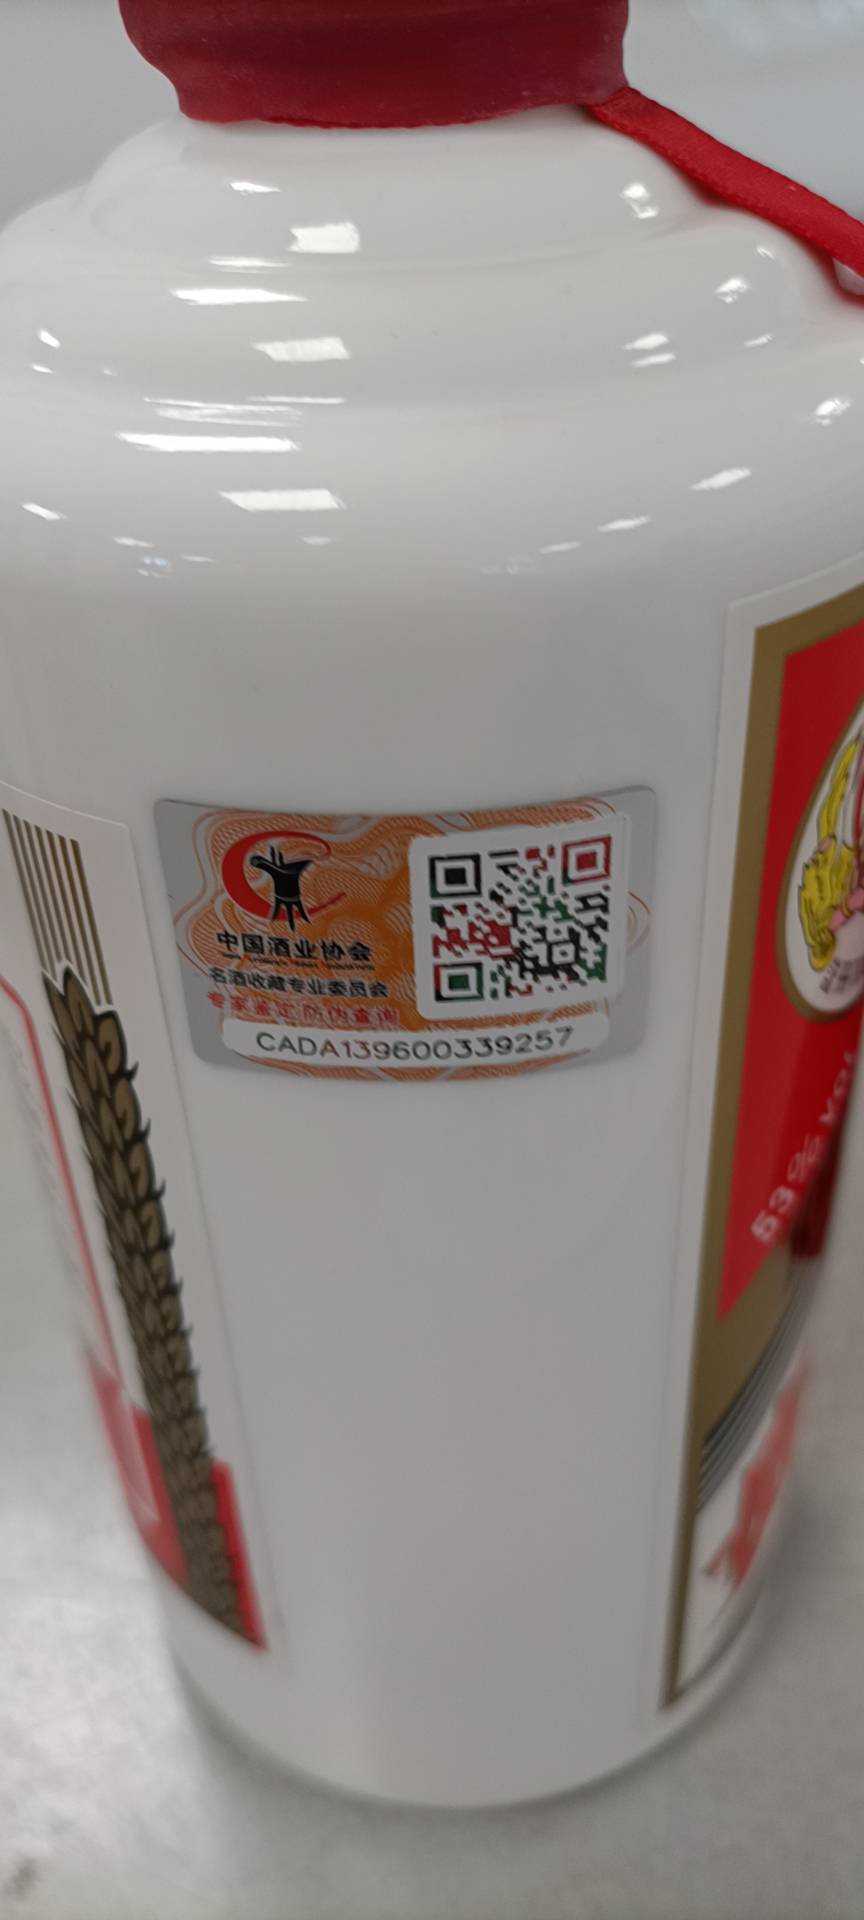 中国酒业协会
名酒收藏专业委员会
专家鉴定 防伪查询
CADA139600339257
53%